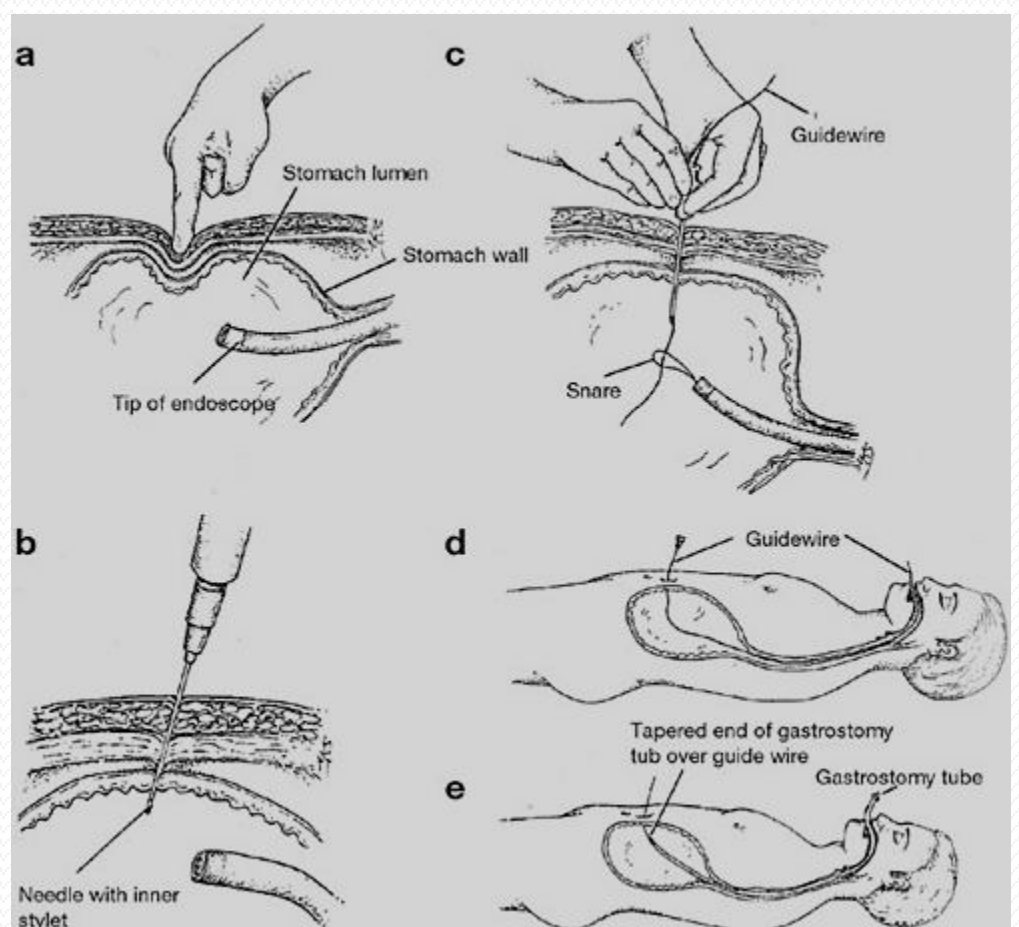 a
Stomach lumen
Stomach wall
Tip of endoscope
b
Needle with inner
stylet
c
Guidewire
Snare
d
Guidewire
e
Tapered end of gastrostomy
tub over guide wire
Gastrostomy tube